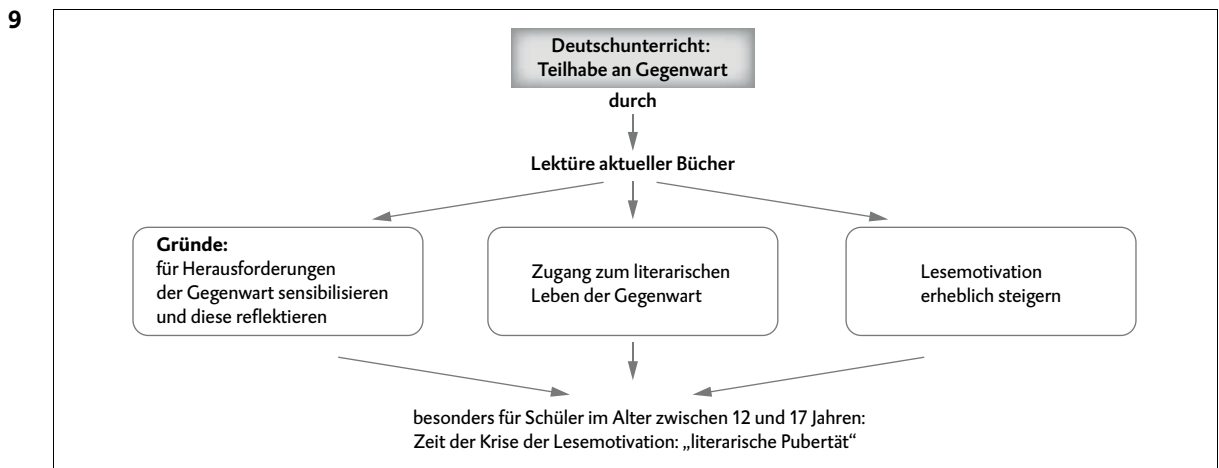 9
Deutschunterricht:
Teilhabe an Gegenwart
durch
Lektüre aktueller Bücher
Gründe:
für Herausforderungen
der Gegenwart sensibilisieren
und diese reflektieren
Zugang zum literarischen
Leben der Gegenwart
Lesemotivation
erheblich steigern
besonders für Schüler im Alter zwischen 12 und 17 Jahren:
Zeit der Krise der Lesemotivation: „literarische Pubertät“